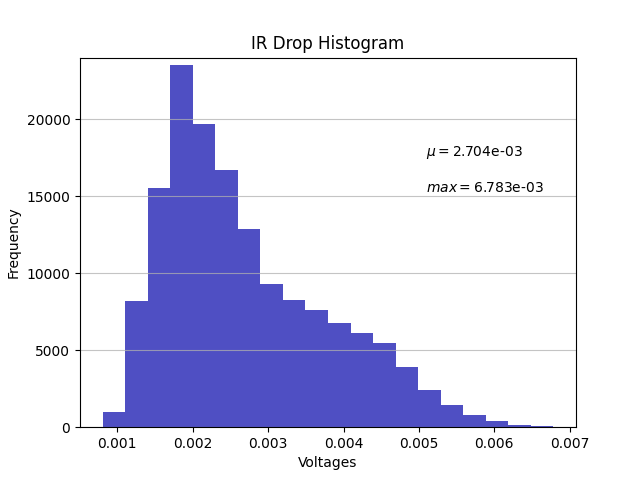 IR Drop Histogram
20000
15000
10000
5000
0
Frequency
μ = 2.704e-03
max = 6.783e-03
0.001 0.002 0.003 0.004 0.005 0.006 0.007
Voltages